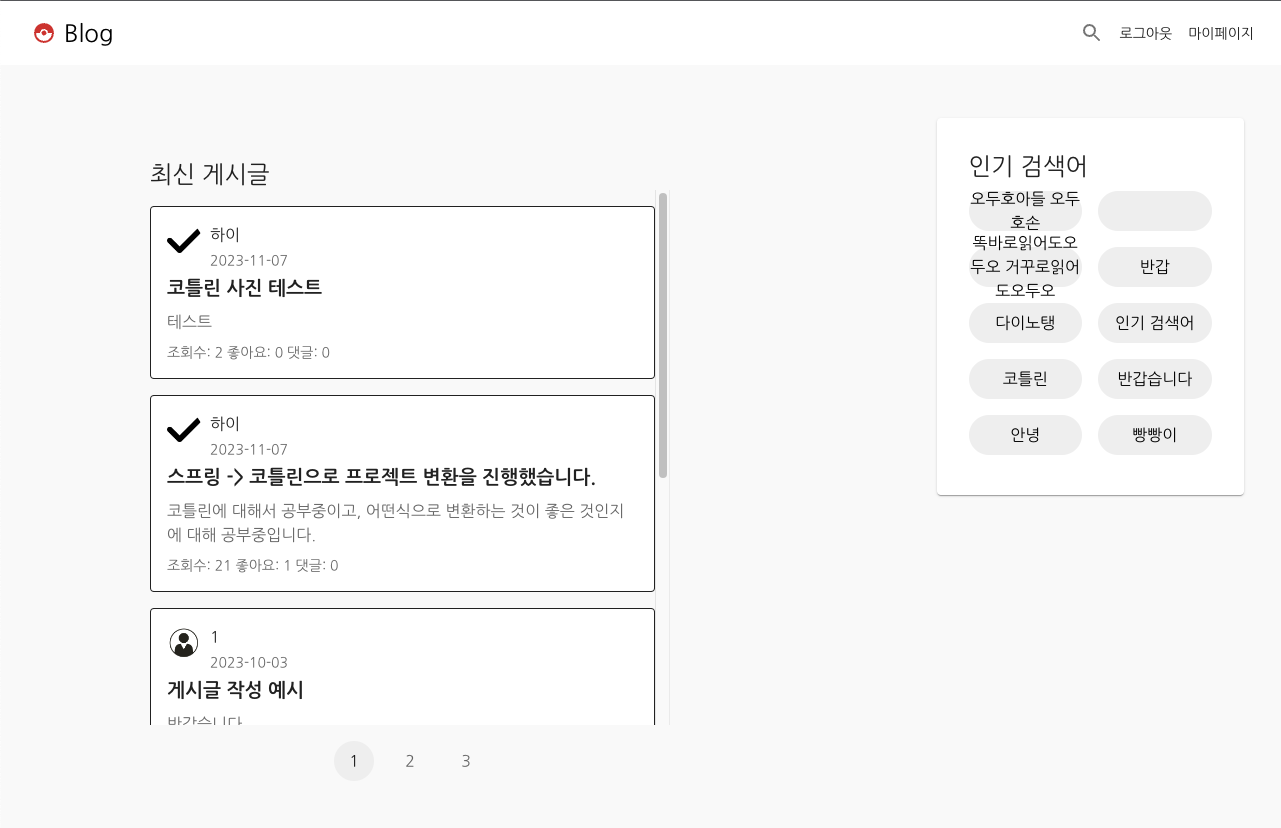 Blog
로그아웃 마이페이지
최신 게시글
하이
2023-11-07
코틀린 사진 테스트
테스트
조회수: 2 좋아요: 0 댓글: 0
하이
2023-11-07
스프링 -> 코틀린으로 프로젝트 변환을 진행했습니다.
코틀린에 대해서 공부중이고, 어떤식으로 변환하는 것이 좋은 것인지
에 대해 공부중입니다.
조회수: 21 좋아요: 1 댓글: 0
1
2023-10-03
게시글 작성 예시
반갑습니다
1 2 3
인기 검색어
오두호아들 오두
호손
똑바로읽어도오
두오 거꾸로읽어
도오두오
반갑
다이노탱
인기 검색어
코틀린
반갑습니다
안녕
빵빵이